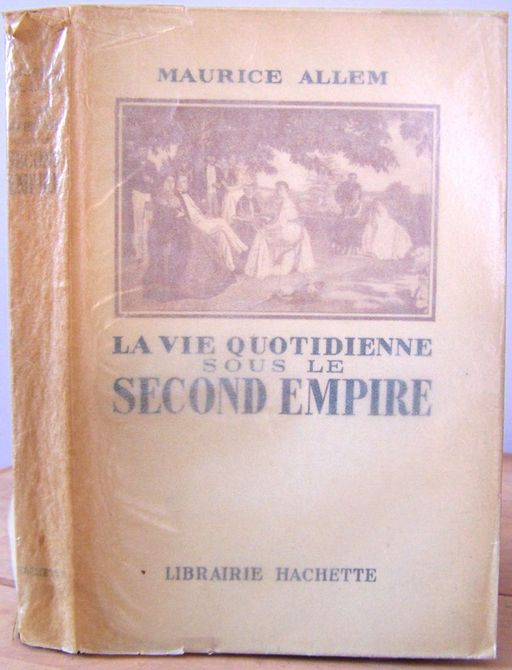 MAURICE ALLEM
LA VIE QUOTIDIENNE
SOUS LE
SECOND EMPIRE
LIBRAIRIE HACHETTE
SECOND
EMPIRE